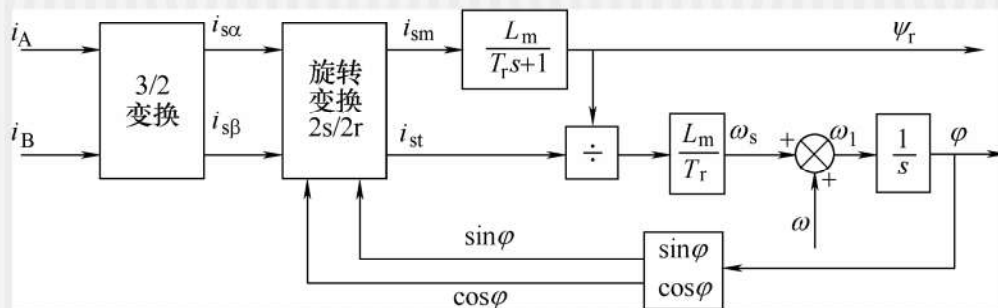 i_A
i_B
3/2
变换
i_sα
i_sβ
旋转
变换
2s/2r
i_sm
i_st
L_m
T_r s+1
ψ_r
÷
L_m
T_r
ω_s
+
+
ω
ω_1
1
s
φ
sinφ
cosφ
sinφ
cosφ